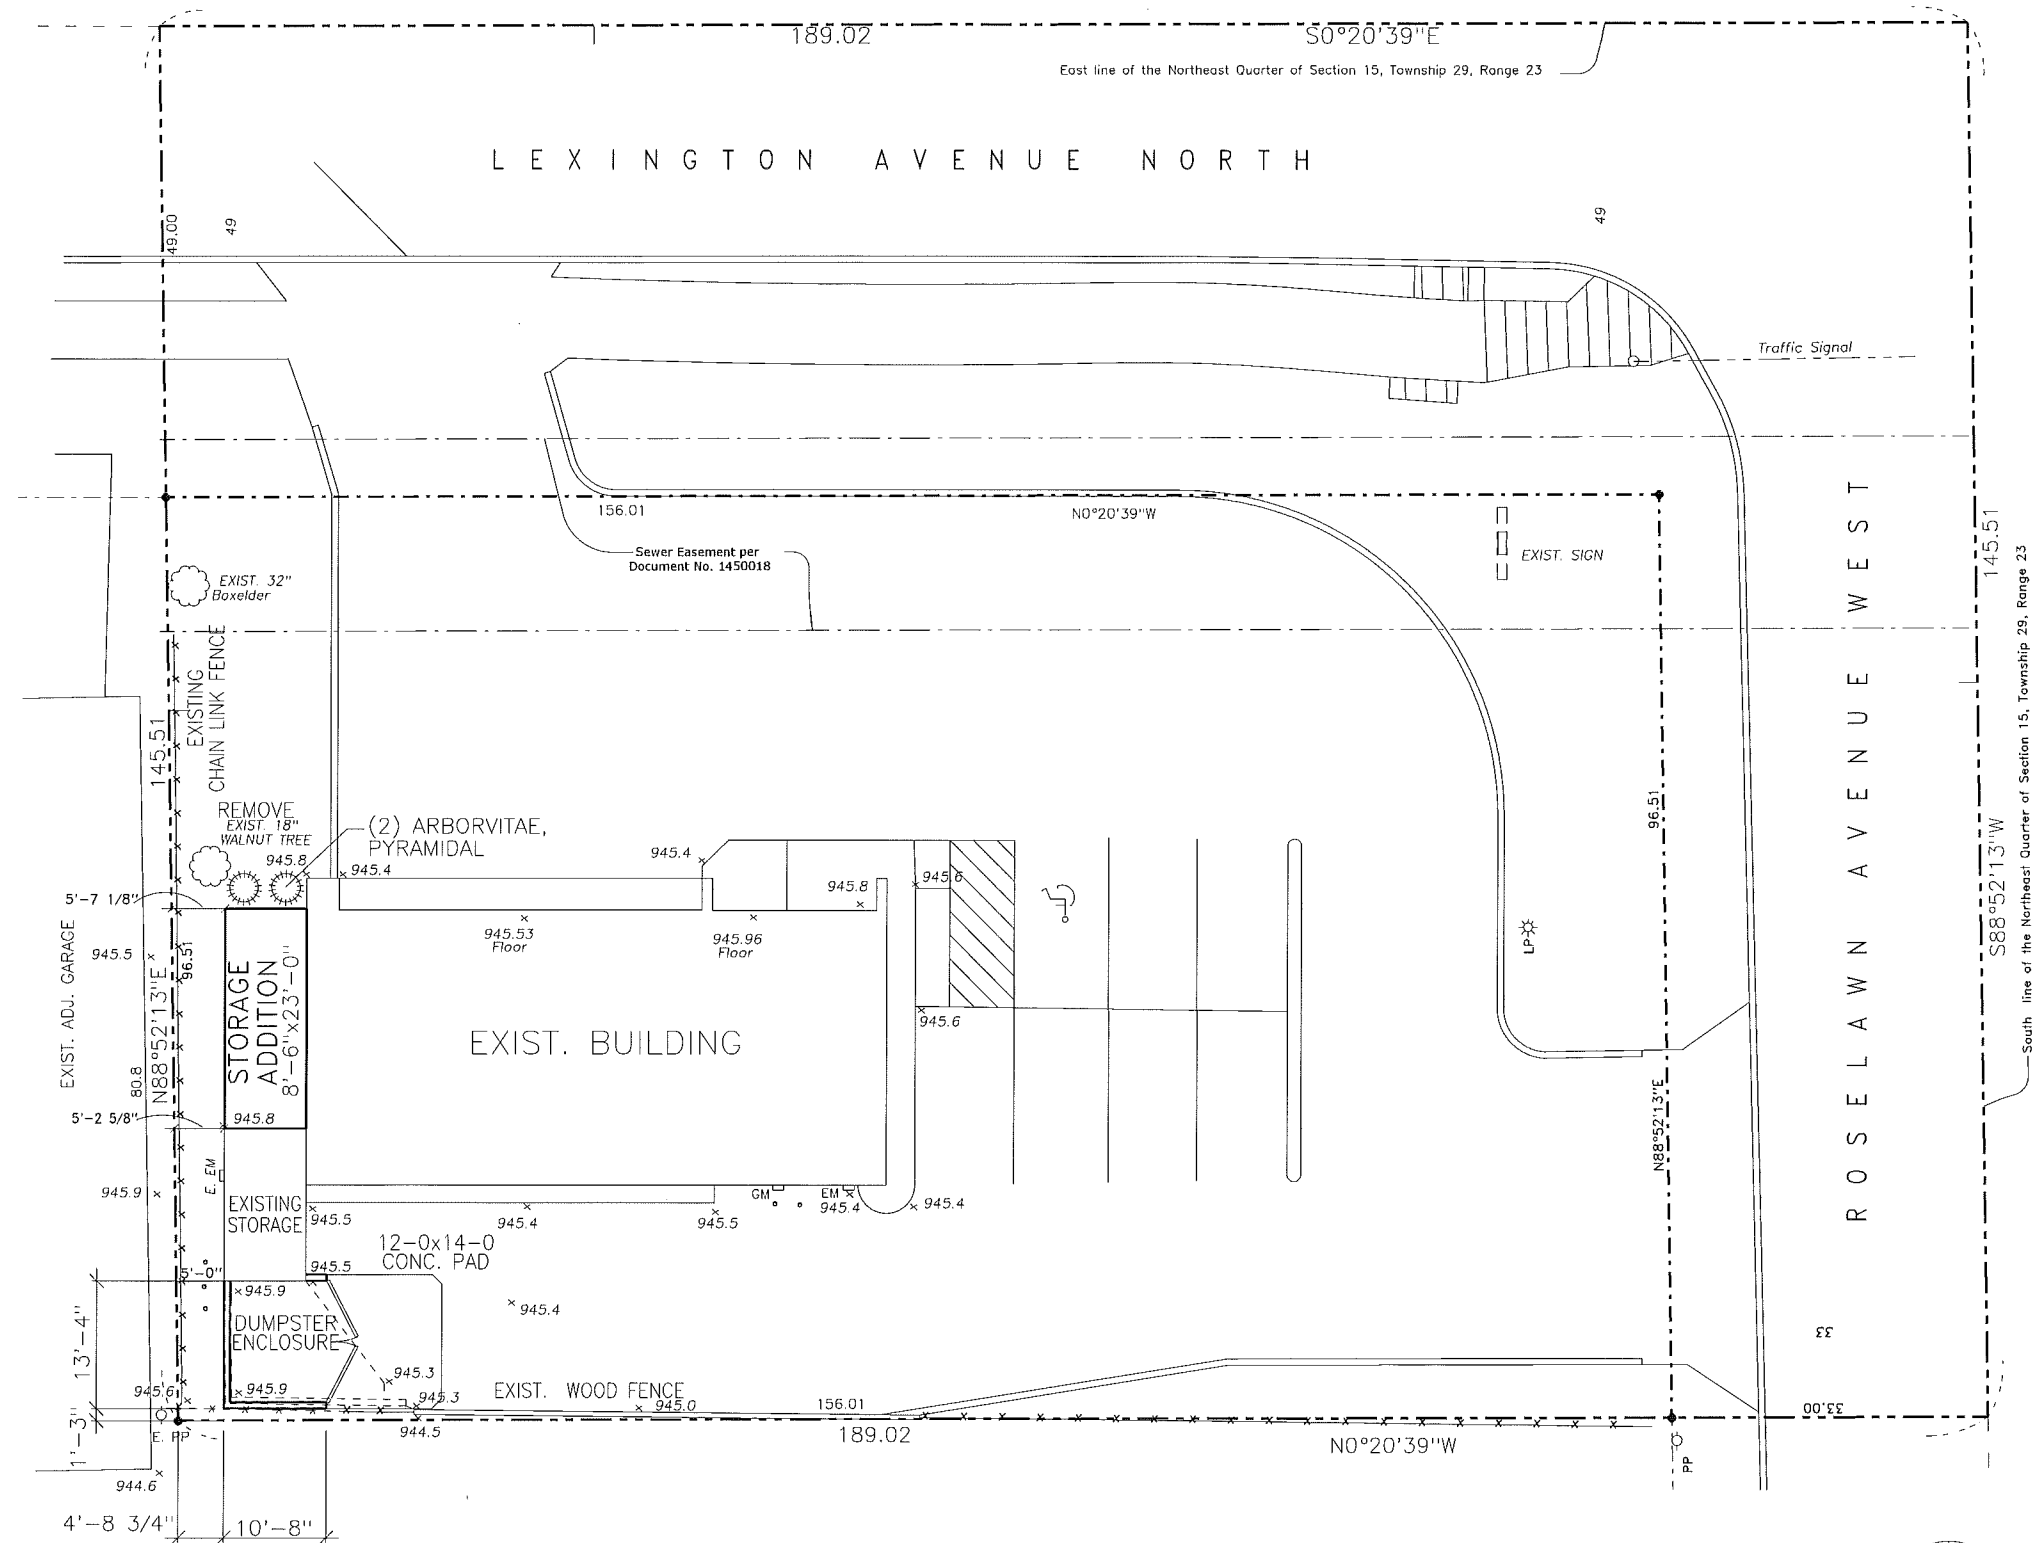 189.02
S0°20'39"E
East line of the Northeast Quarter of Section 15, Township 29, Range 23
LEXINGTON AVENUE NORTH
49.00
49
49
Traffic Signal
156.01
N0°20'39"W
Sewer Easement per
Document No. 1450018
EXIST. SIGN
EXIST. 32"
Boxelder
EXISTING
CHAIN LINK FENCE
145.51
ROSELAWN AVENUE WEST
145.51
S88°52'13"W
South line of the Northeast Quarter of Section 15, Township 29, Range 23
REMOVE
EXIST. 18"
WALNUT TREE
(2) ARBORVITAE,
PYRAMIDAL
945.8
945.4
945.4
945.8
945.6
96.51
5'-7 1/8"
945.53
Floor
945.96
Floor
LP
EXIST. ADJ. GARAGE
945.5
96.51
N88°52'13"E
80.8
STORAGE
ADDITION
8'-6"x23'-0"
EXIST. BUILDING
945.6
5'-2 5/8"
945.8
N88°52'13"E
E. EM
945.9
EXISTING
STORAGE
945.5
945.4
945.5
GM
EM
945.4
945.4
12-0x14-0
CONC. PAD
945.5
5'-0"
945.9
DUMPSTER
ENCLOSURE
945.4
13'-4"
945.3
945.6
945.9
945.3
EXIST. WOOD FENCE
945.0
156.01
33
33.00
1'-3"
E. PP
944.5
189.02
N0°20'39"W
PP
944.6
4'-8 3/4"
10'-8"